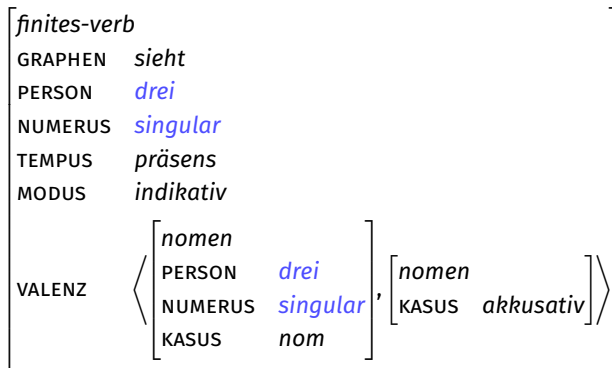 finites-verb
GRAPHEN sieht
PERSON drei
NUMERUS singular
TEMPUS präsens
MODUS indikativ
VALENZ ⟨[nomen PERSON drei NUMERUS singular KASUS nom], [nomen KASUS akkusativ]⟩